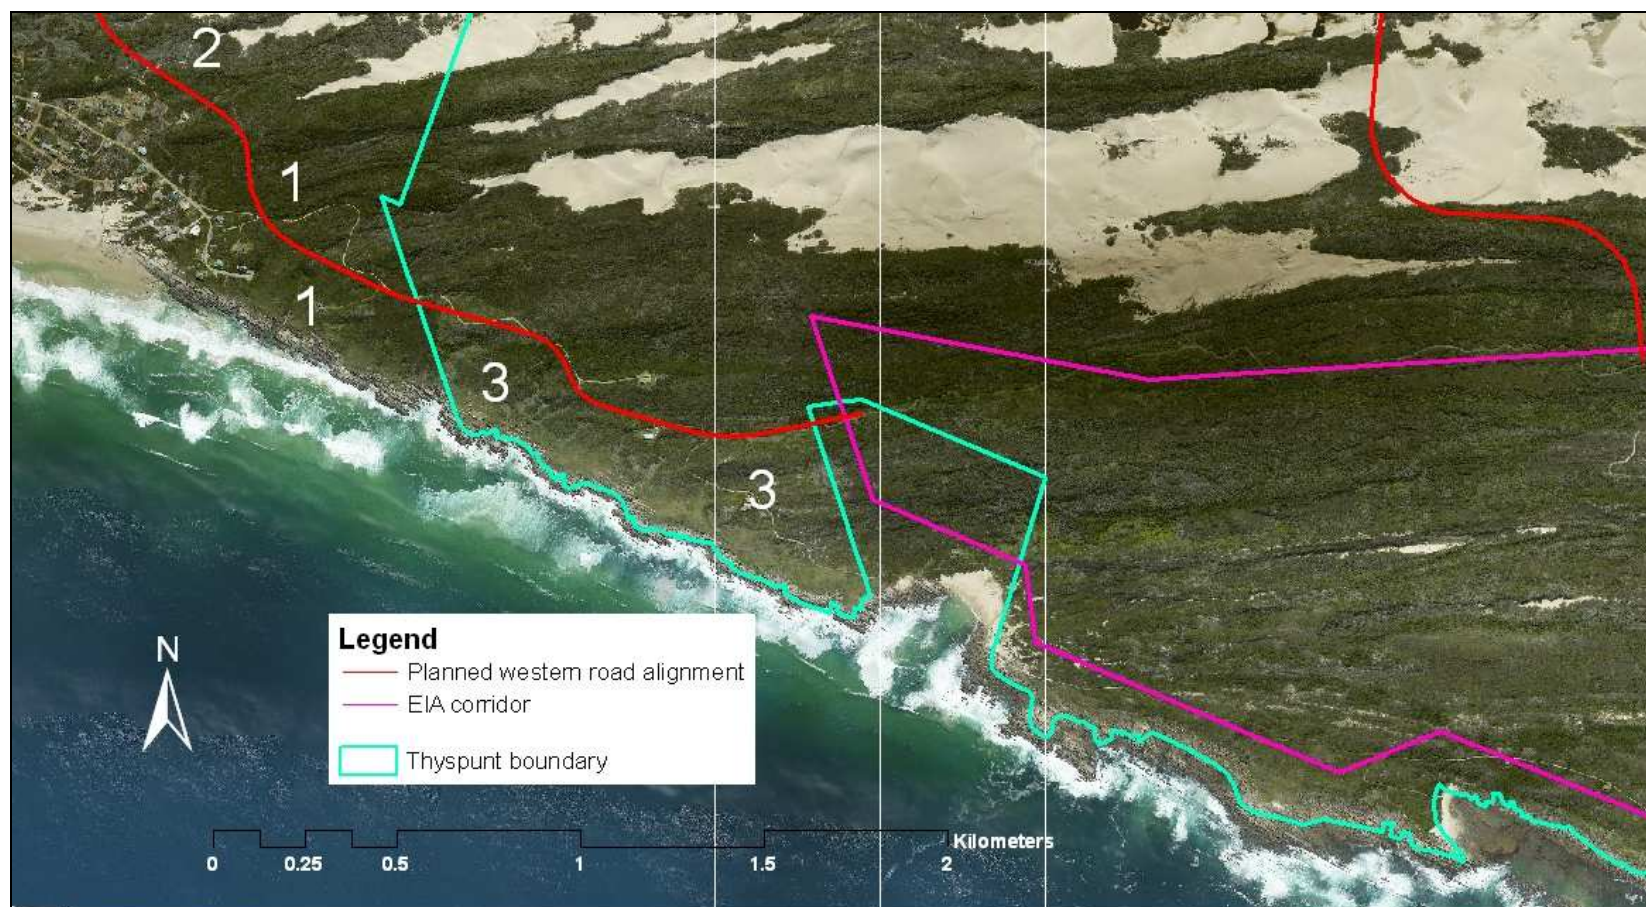 2
1
1
3
3
N
Legend
Planned western road alignment
EIA corridor
Thyspunt boundary
0 0.25 0.5 1 1.5 2 Kilometers